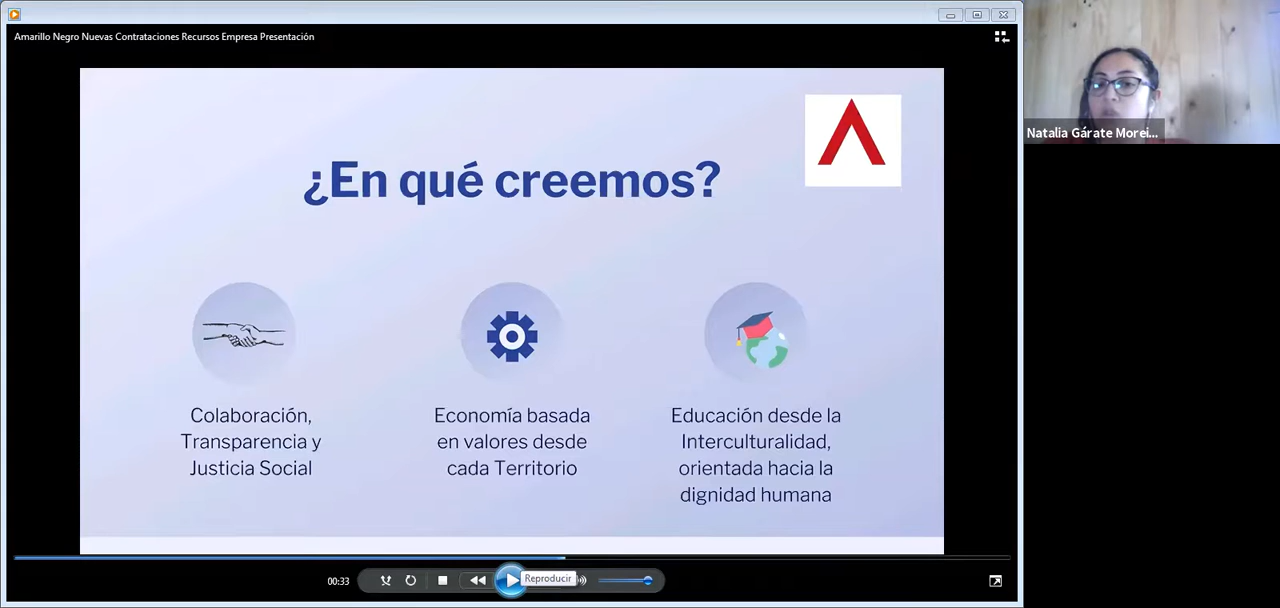 Amarillo Negro Nuevas Contrataciones Recursos Empresa Presentación
¿En qué creemos?
Colaboración,
Transparencia y
Justicia Social
Economía basada
en valores desde
cada Territorio
Educación desde la
Interculturalidad,
orientada hacia la
dignidad humana
00:33
Reproducir
Natalia Gárate Morei...